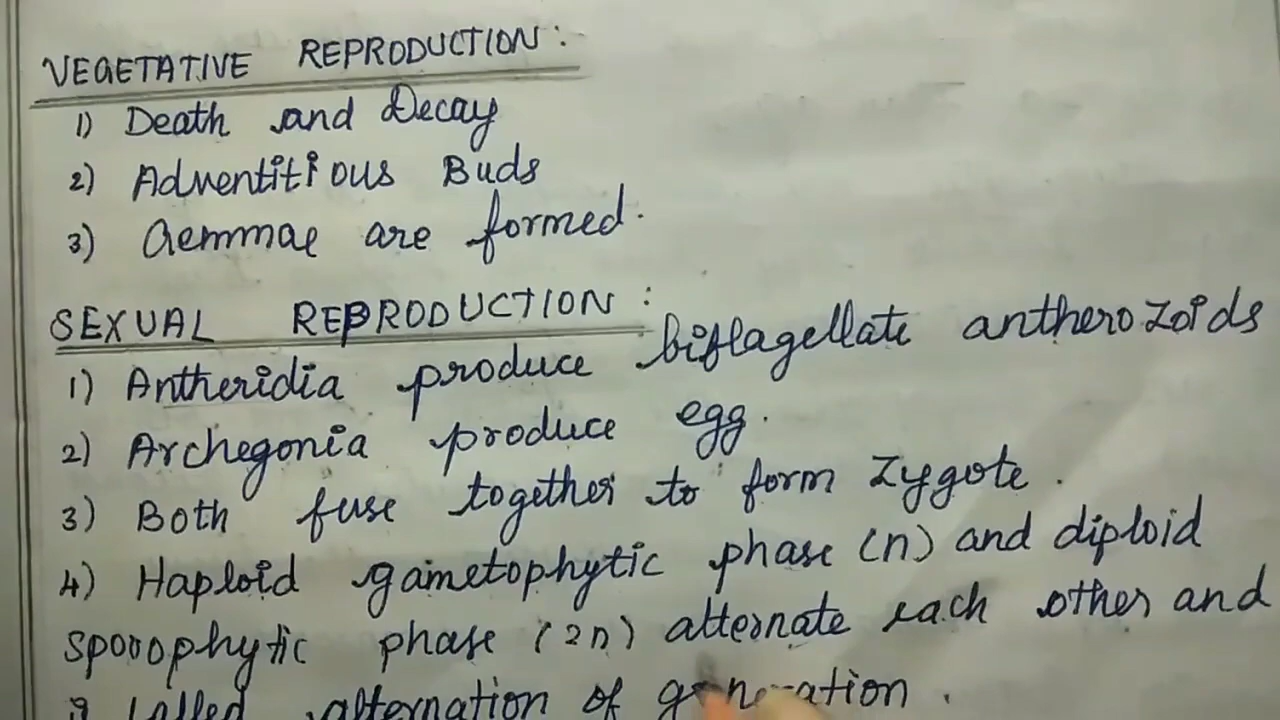 VEGETATIVE REPRODUCTION:
1) Death and Decay
2) Adventitious Buds
3) Gemmae are formed.
SEXUAL REPRODUCTION:
1) Antheridia produce biflagellate antherozoids
2) Archegonia produce egg.
3) Both fuse together to form zygote.
4) Haploid gametophytic phase (n) and diploid
sporophytic phase (2n) alternate each other and
called alternation of generation.